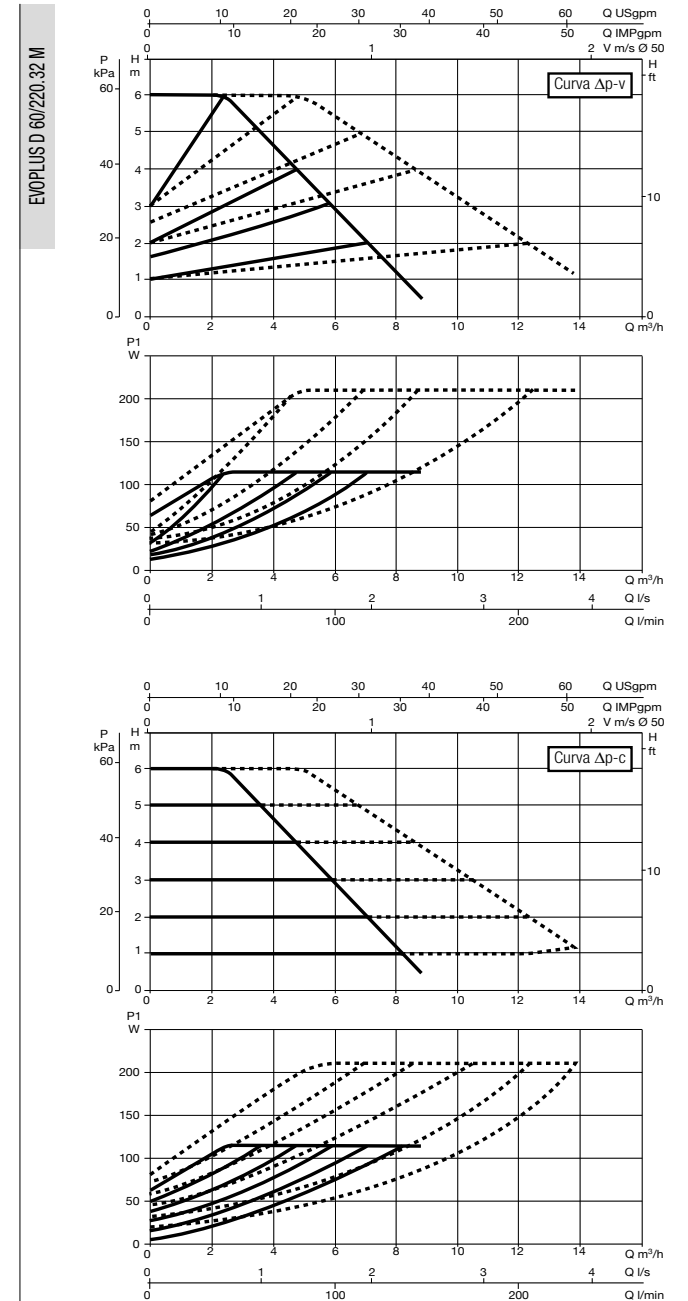 EVOPLUS D 60/220.32 M
0 10 20 30 40 50 60 Q USgpm
0 10 20 30 40 50 Q IMPgpm
0 1 2 V m/s Ø 50
P kPa
H m
H ft
Curva Δp-v
60
40
20
0
6
5
4
3
2
1
0
10
0
0 2 4 6 8 10 12 14 Q m³/h
P1
W
200
150
100
50
0
0 2 4 6 8 10 12 14 Q m³/h
0 1 2 3 4 Q l/s
0 100 200 Q l/min
0 10 20 30 40 50 60 Q USgpm
0 10 20 30 40 50 Q IMPgpm
0 1 2 V m/s Ø 50
P kPa
H m
H ft
Curva Δp-c
60
40
20
0
6
5
4
3
2
1
0
10
0
0 2 4 6 8 10 12 14 Q m³/h
P1
W
200
150
100
50
0
0 2 4 6 8 10 12 14 Q m³/h
0 1 2 3 4 Q l/s
0 100 200 Q l/min